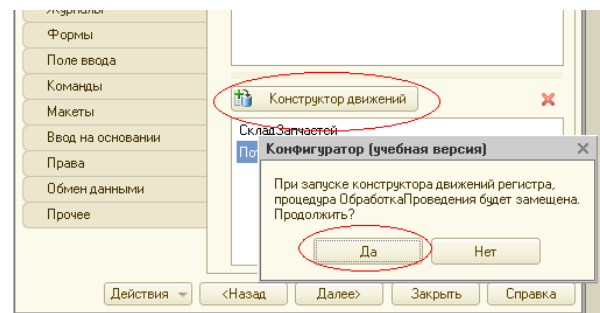 Журналы
Формы
Поле ввода
Команды
Макеты
Ввод на основании
Права
Обмен данными
Прочее
Конструктор движений
СкладЗапчастей
Конфигуратор (учебная версия)
При запуске конструктора движений регистра,
процедура ОбработкаПроведения будет замещена.
Продолжить?
Да
Нет
Действия
<Назад
Далее>
Закрыть
Справка